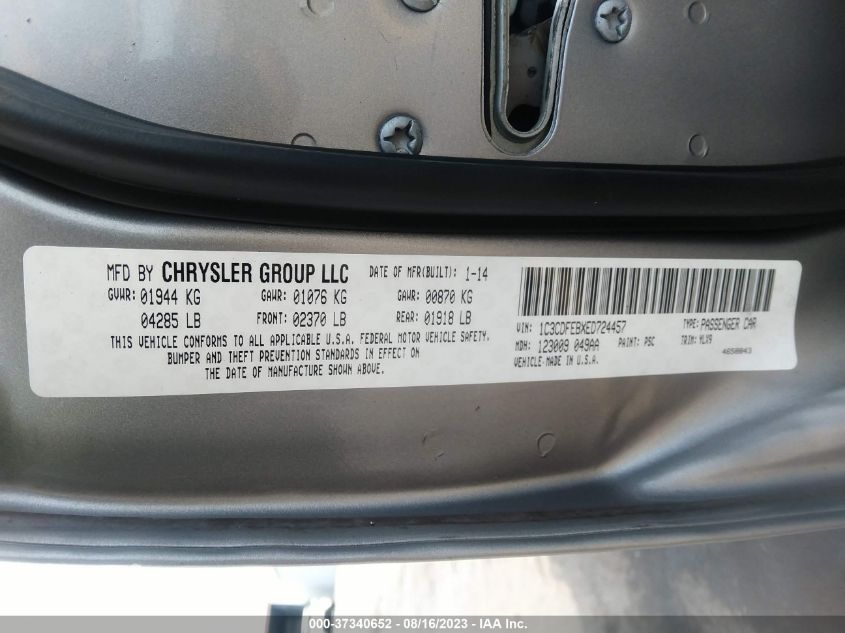 MFD BY CHRYSLER GROUP LLC DATE OF MFR(BUILT): 1-14
GVWR: 01944 KG GAWR: 01076 KG GAWR: 00870 KG
04285 LB FRONT: 02370 LB REAR: 01918 LB
THIS VEHICLE CONFORMS TO ALL APPLICABLE U.S.A. FEDERAL MOTOR VEHICLE SAFETY,
BUMPER AND THEFT PREVENTION STANDARDS IN EFFECT ON
THE DATE OF MANUFACTURE SHOWN ABOVE.
VIN: 1C3CDFEBXED724457 TYPE: PASSENGER CAR
MDH: 123009 049AA PAINT: PSC TRIM: YLX9
VEHICLE MADE IN U.S.A. 4658043
000-37340652 - 08/16/2023 - IAA Inc.